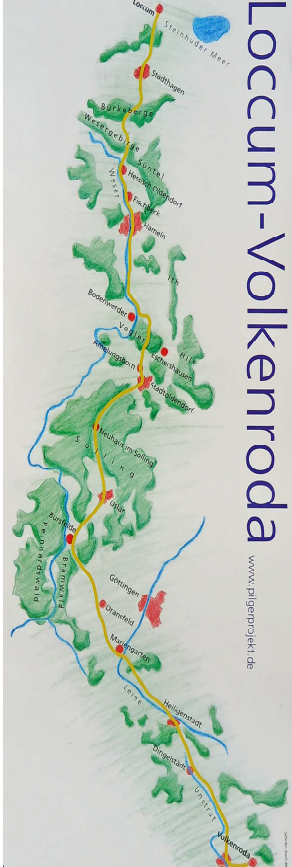 Loccum-Volkenroda
www.pilgerprojekt.de
Loccum
Steinhuder Meer
Stadthagen
Bückeberge
Wesergebirge
Süntel
Hessisch Oldendorf
Weser
Fischbeck
Hameln
Ith
Bodenwerder
Vogler
Hils
Eschershausen
Amelungsborn
Stadtoldendorf
Neuhaus im Solling
Solling
Uslar
Bursfelde
Reinhardswald
Bramwald
Göttingen
Dransfeld
Mariengarten
Leine
Heiligenstadt
Dingelstädt
Unstrut
Volkenroda